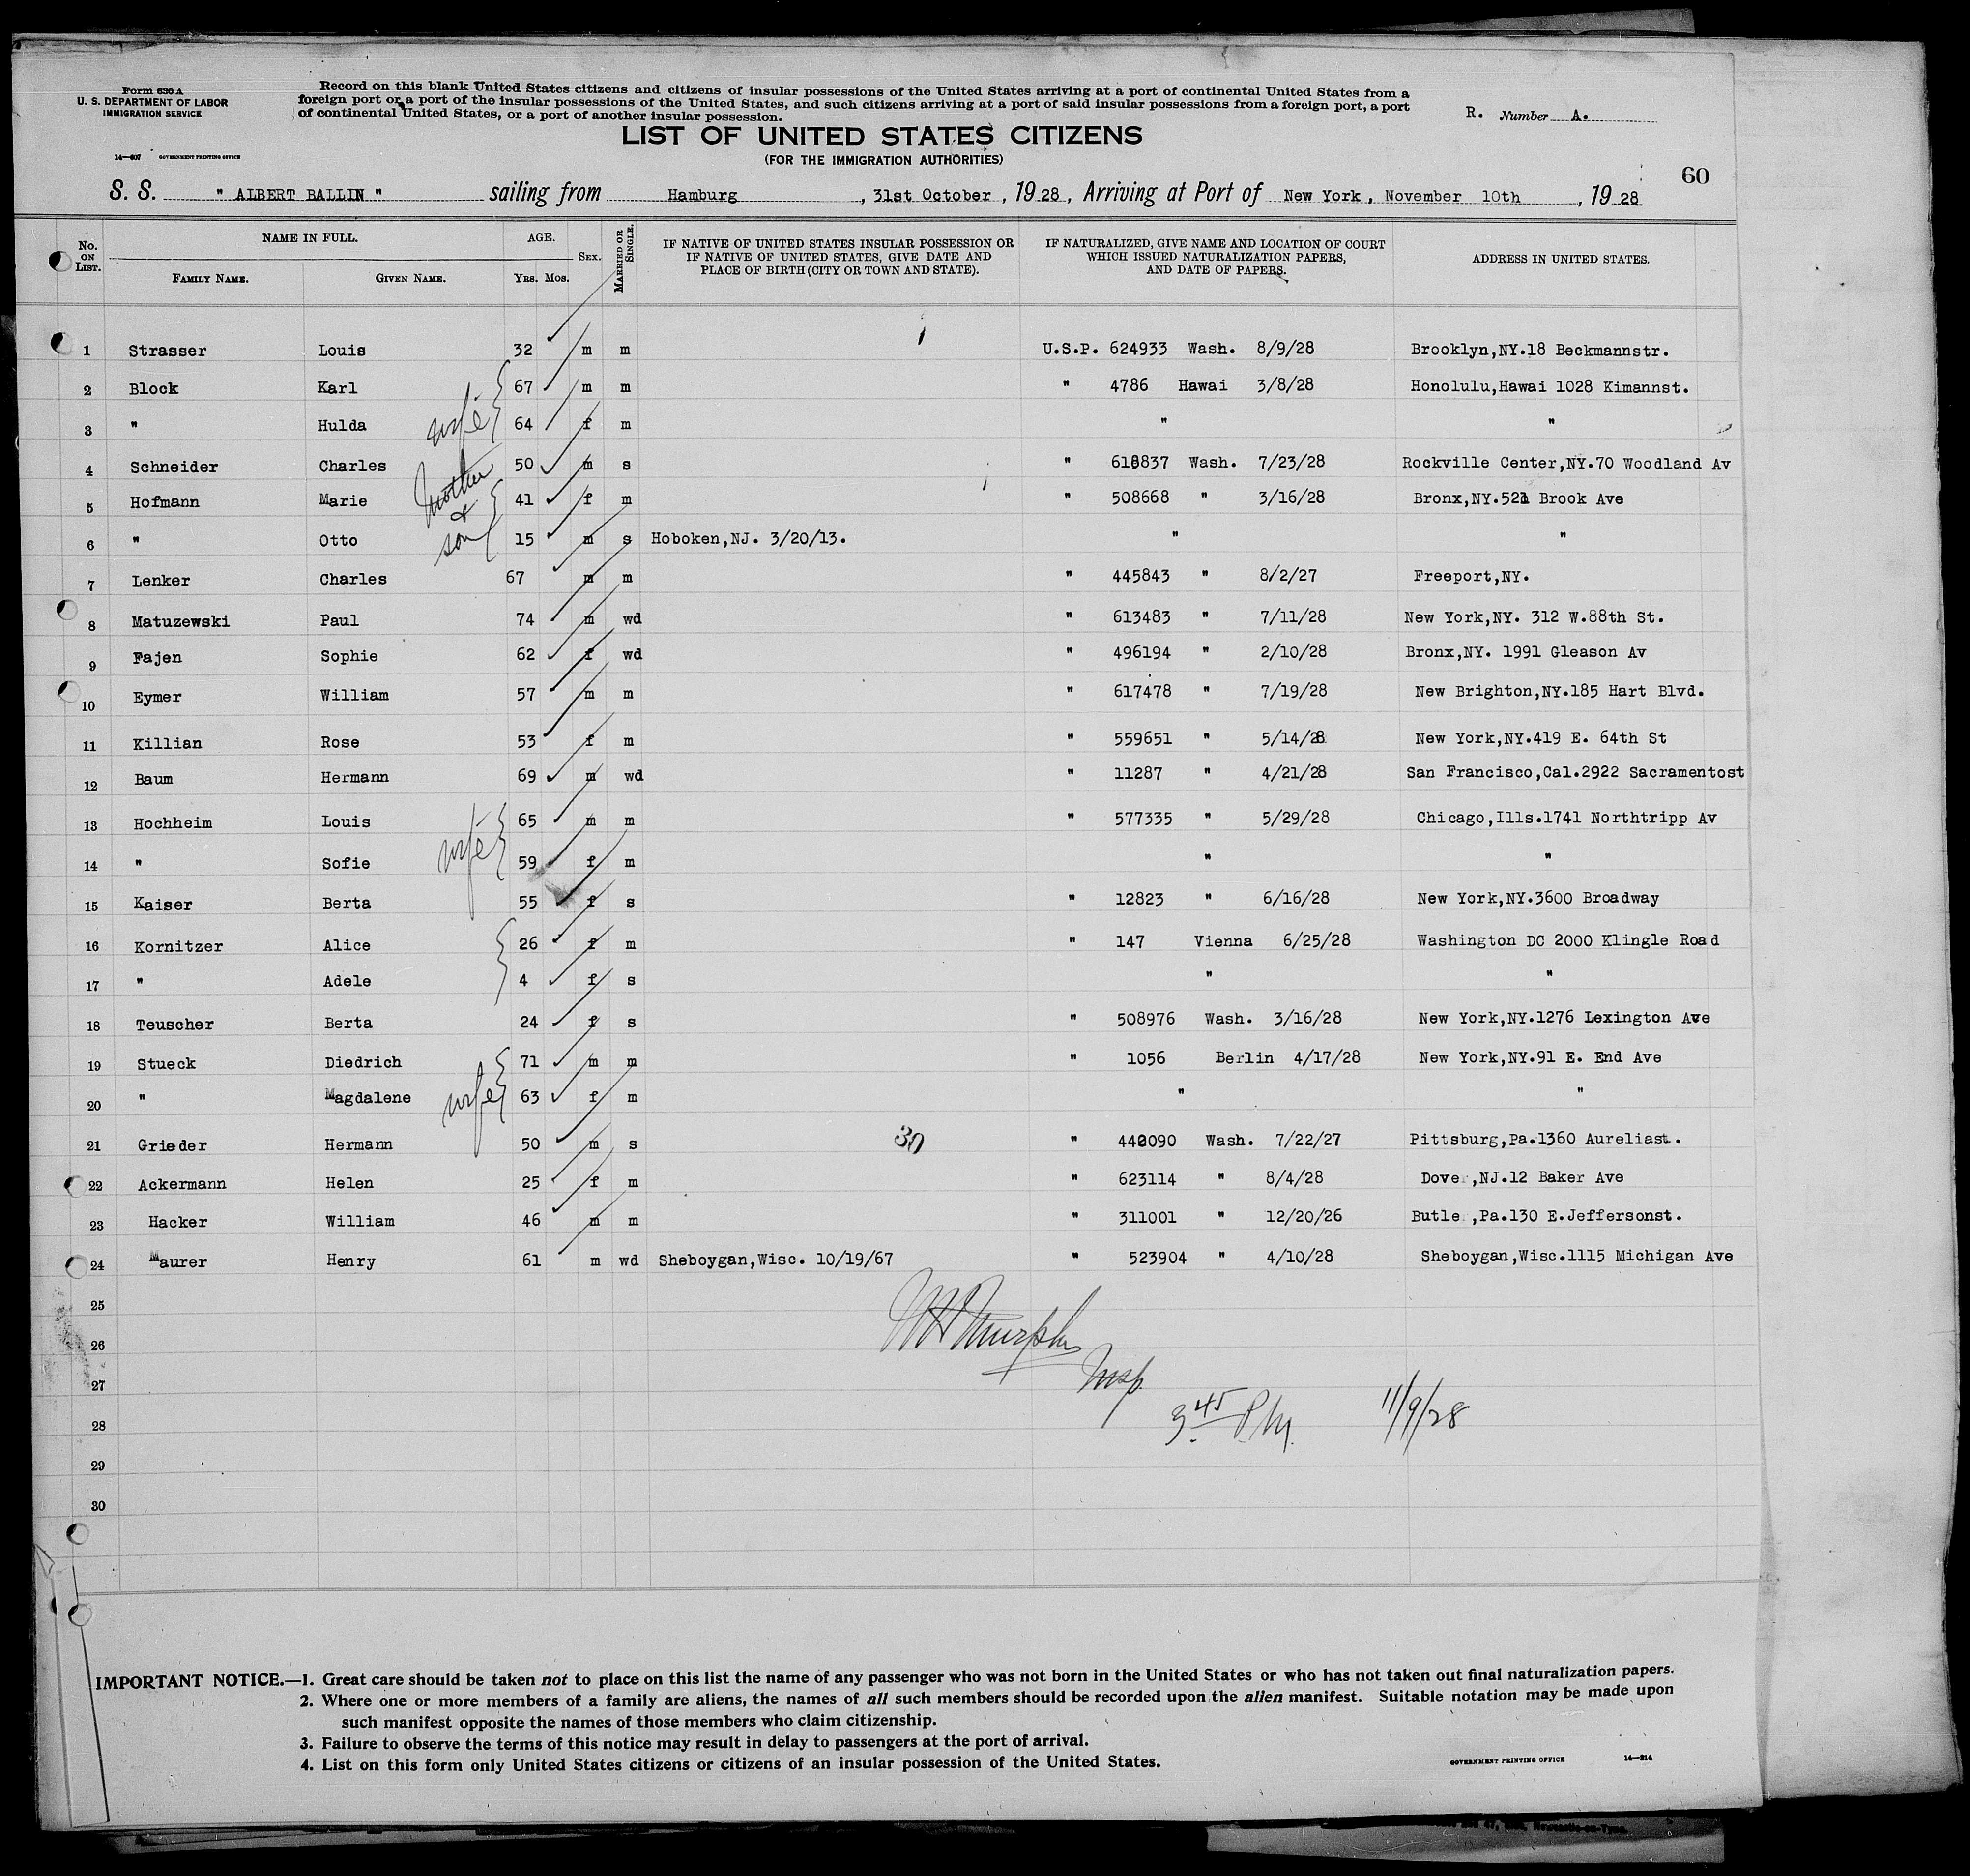 Form 630 A
U. S. DEPARTMENT OF LABOR
IMMIGRATION SERVICE
14—607 GOVERNMENT PRINTING OFFICE
Record on this blank United States citizens and citizens of insular possessions of the United States arriving at a port of continental United States from a
foreign port or a port of the insular possessions of the United States, and such citizens arriving at a port of said insular possessions from a foreign port, a port
of continental United States, or a port of another insular possession.
R. Number A.
LIST OF UNITED STATES CITIZENS
(FOR THE IMMIGRATION AUTHORITIES)
60
S. S. " ALBERT BALLIN " sailing from Hamburg , 31st October , 19 28 , Arriving at Port of New York , November 10th , 19 28
No. ON LIST. NAME IN FULL. FAMILY NAME. GIVEN NAME. AGE. YRS. MOS. SEX. MARRIED OR SINGLE. IF NATIVE OF UNITED STATES INSULAR POSSESSION OR IF NATIVE OF UNITED STATES, GIVE DATE AND PLACE OF BIRTH (CITY OR TOWN AND STATE). IF NATURALIZED, GIVE NAME AND LOCATION OF COURT WHICH ISSUED NATURALIZATION PAPERS, AND DATE OF PAPERS. ADDRESS IN UNITED STATES.
1 Strasser Louis 32 m m U.S.P. 624933 Wash. 8/9/28 Brooklyn,NY.18 Beckmannstr.
2 Block Karl 67 m m " 4786 Hawai 3/8/28 Honolulu,Hawai 1028 Kimannst.
3 " Hulda wife 64 f m " "
4 Schneider Charles 50 m s " 618837 Wash. 7/23/28 Rockville Center,NY.70 Woodland Av
5 Hofmann Marie mother & 41 f m " 508668 " 3/16/28 Bronx,NY.521 Brook Ave
6 " Otto son 15 m s Hoboken,NJ. 3/20/13. " "
7 Lenker Charles 67 m m " 445843 " 8/2/27 Freeport,NY.
8 Matuzewski Paul 74 m wd " 613483 " 7/11/28 New York,NY. 312 W.88th St.
9 Fajen Sophie 62 f wd " 496194 " 2/10/28 Bronx,NY. 1991 Gleason Av
10 Eymer William 57 m m " 617478 " 7/19/28 New Brighton,NY.185 Hart Blvd.
11 Killian Rose 53 f m " 559651 " 5/14/28 New York,NY.419 E. 64th St
12 Baum Hermann 69 m wd " 11287 " 4/21/28 San Francisco,Cal.2922 Sacramentost
13 Hochheim Louis 65 m m " 577335 " 5/29/28 Chicago,Ills.1741 Northtripp Av
14 " Sofie wife 59 f m " "
15 Kaiser Berta 55 f s " 12823 " 6/16/28 New York,NY.3600 Broadway
16 Kornitzer Alice 26 f m " 147 Vienna 6/25/28 Washington DC 2000 Klingle Road
17 " Adele 4 f s " "
18 Teuscher Berta 24 f s " 508976 Wash. 3/16/28 New York,NY.1276 Lexington Ave
19 Stueck Diedrich 71 m m " 1056 Berlin 4/17/28 New York,NY.91 E. End Ave
20 " Magdalene wife 63 f m " "
21 Grieder Hermann 50 m s 30 " 442090 Wash. 7/22/27 Pittsburg,Pa.1360 Aureliast.
22 Ackermann Helen 25 f m " 623114 " 8/4/28 Dover,NJ.12 Baker Ave
23 Hacker William 46 m m " 311001 " 12/20/26 Butler,Pa.130 E.Jeffersonst.
24 Maurer Henry 61 m wd Sheboygan,Wisc. 10/19/67 " 523904 " 4/10/28 Sheboygan,Wisc.1115 Michigan Ave
25
26
27
28
29
30
Murphy
Insp.
3 45 P.M. 11/9/28
IMPORTANT NOTICE.—1. Great care should be taken not to place on this list the name of any passenger who was not born in the United States or who has not taken out final naturalization papers.
2. Where one or more members of a family are aliens, the names of all such members should be recorded upon the alien manifest. Suitable notation may be made upon
such manifest opposite the names of those members who claim citizenship.
3. Failure to observe the terms of this notice may result in delay to passengers at the port of arrival.
4. List on this form only United States citizens or citizens of an insular possession of the United States.
GOVERNMENT PRINTING OFFICE 14—214